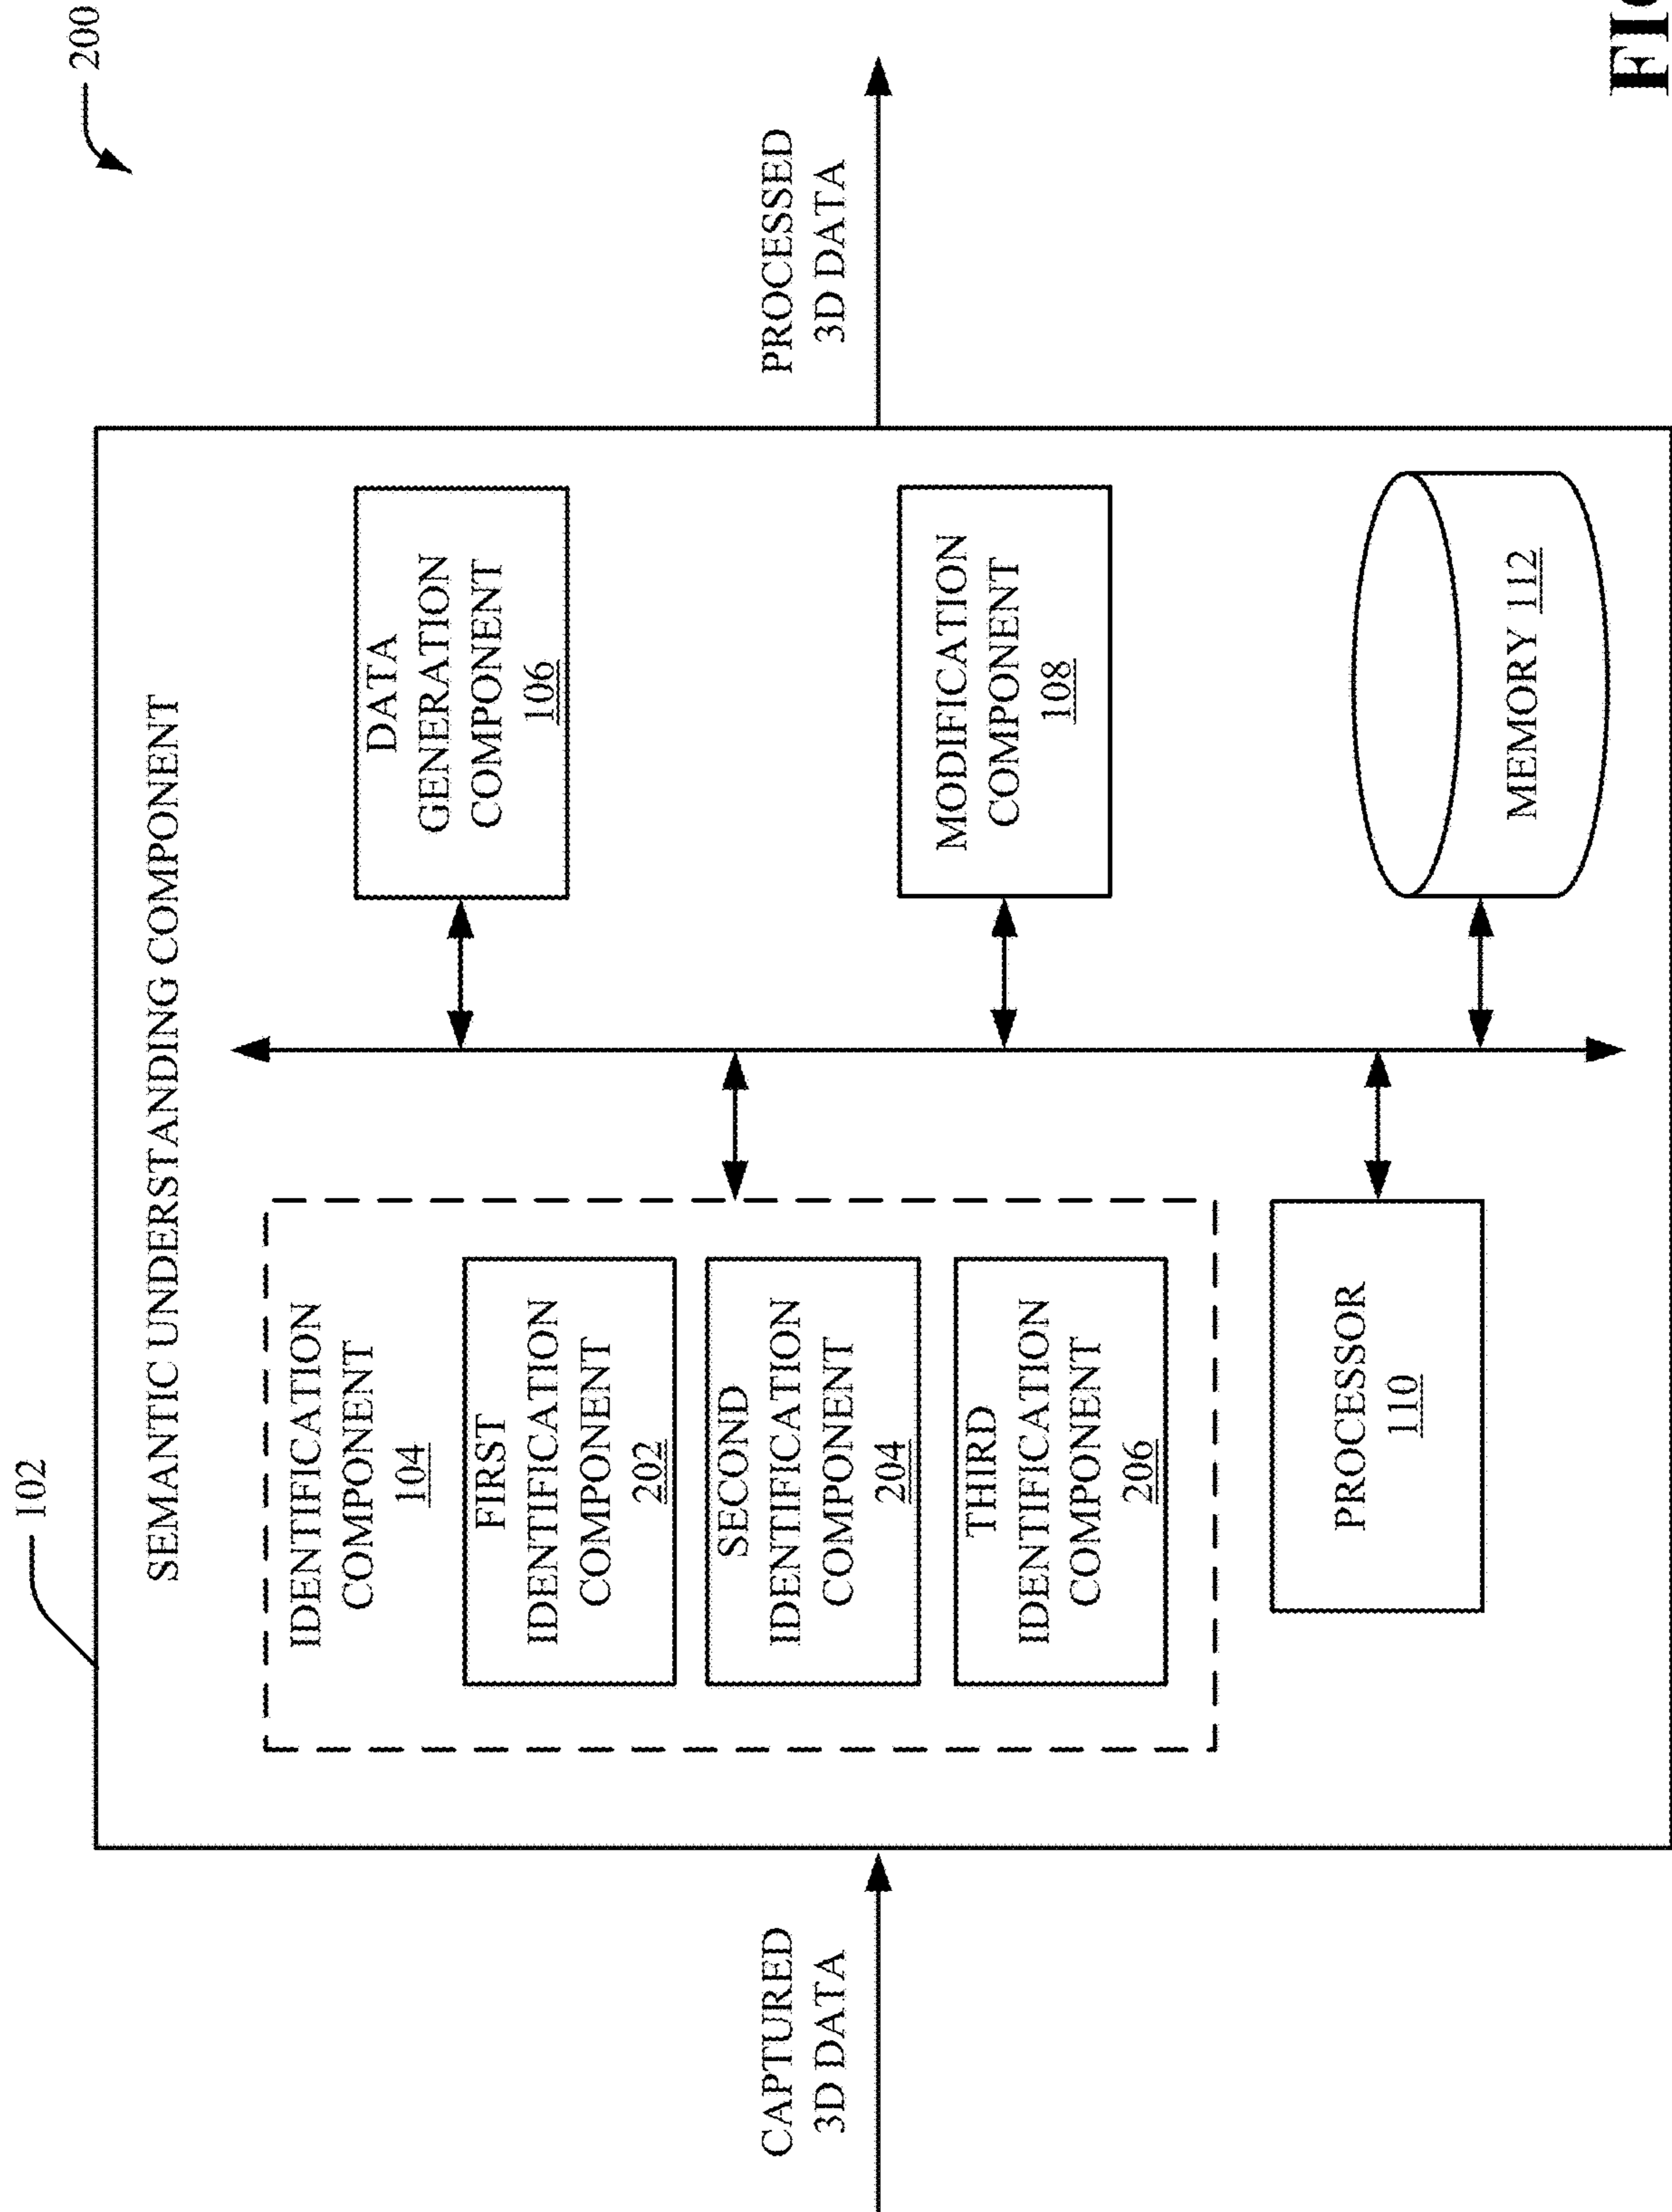 200
102
SEMANTIC UNDERSTANDING COMPONENT
IDENTIFICATION
COMPONENT
104
FIRST
IDENTIFICATION
COMPONENT
202
SECOND
IDENTIFICATION
COMPONENT
204
THIRD
IDENTIFICATION
COMPONENT
206
PROCESSOR
110
DATA
GENERATION
COMPONENT
106
MODIFICATION
COMPONENT
108
MEMORY 112
CAPTURED
3D DATA
PROCESSED
3D DATA